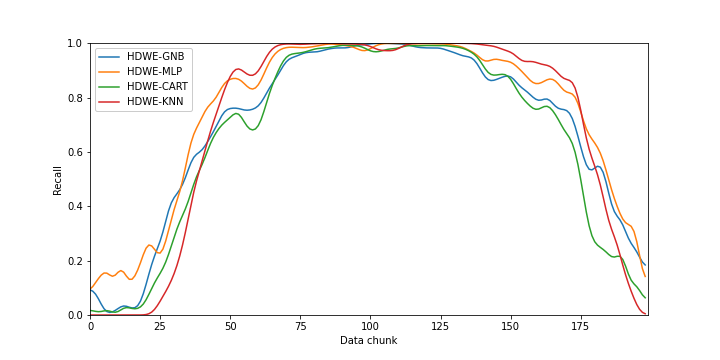 1.0
0.8
0.6
0.4
0.2
0.0
Recall
HDWE-GNB
HDWE-MLP
HDWE-CART
HDWE-KNN
0 25 50 75 100 125 150 175
Data chunk